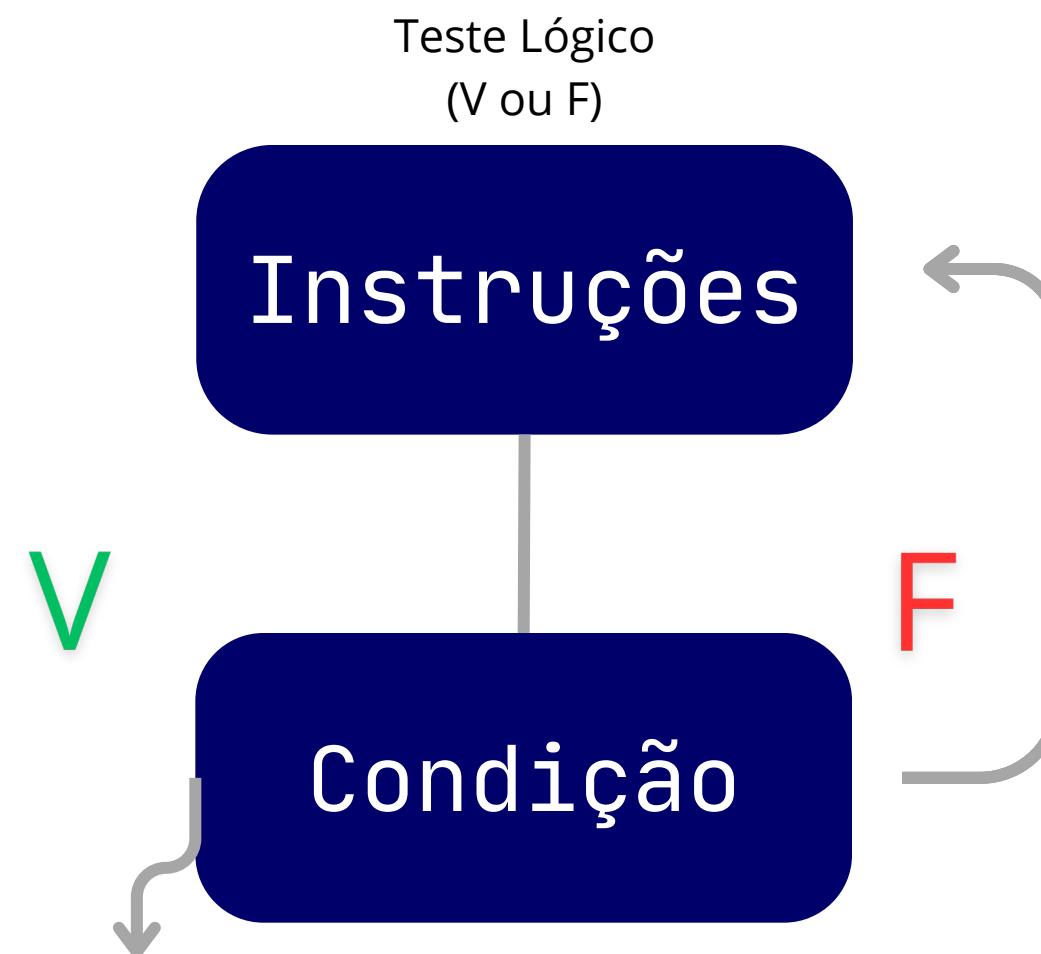 Teste Lógico
(V ou F)
Instruções
V
F
Condição